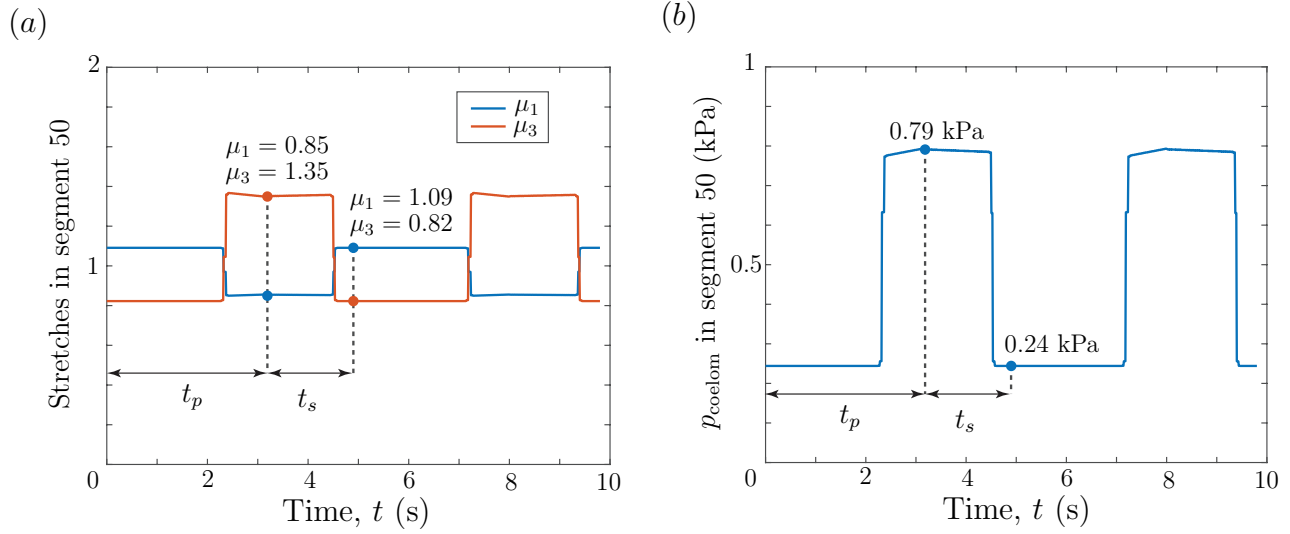 (a)
2
1
0
2
4
6
8
10
Stretches in segment 50
Time, t (s)
μ₁
μ₃
μ₁ = 0.85
μ₃ = 1.35
μ₁ = 1.09
μ₃ = 0.82
tₚ
tₛ
(b)
1
0.5
0
0
2
4
6
8
10
p_coelom in segment 50 (kPa)
Time, t (s)
0.79 kPa
0.24 kPa
tₚ
tₛ